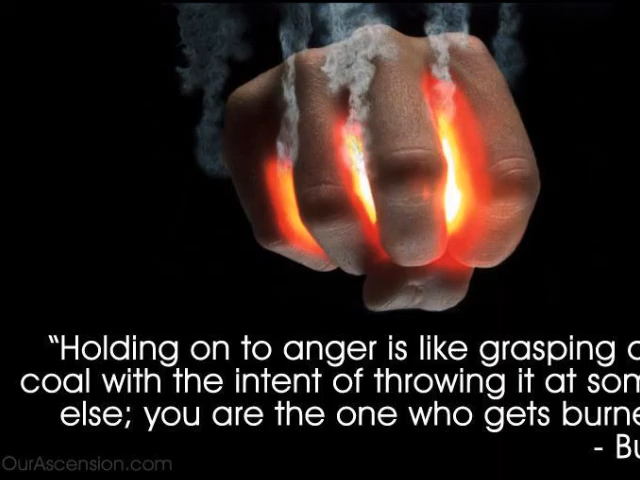 “Holding on to anger is like grasping
coal with the intent of throwing it at
else; you are the one who gets
-
OurAscension.com